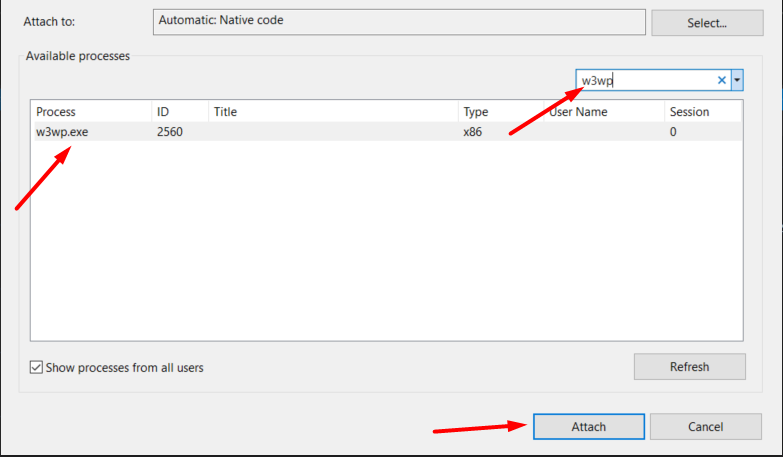 Attach to: Automatic: Native code Select...
Available processes
w3wp
Process ID Title Type User Name Session
w3wp.exe 2560 x86 0
Show processes from all users Refresh
Attach Cancel